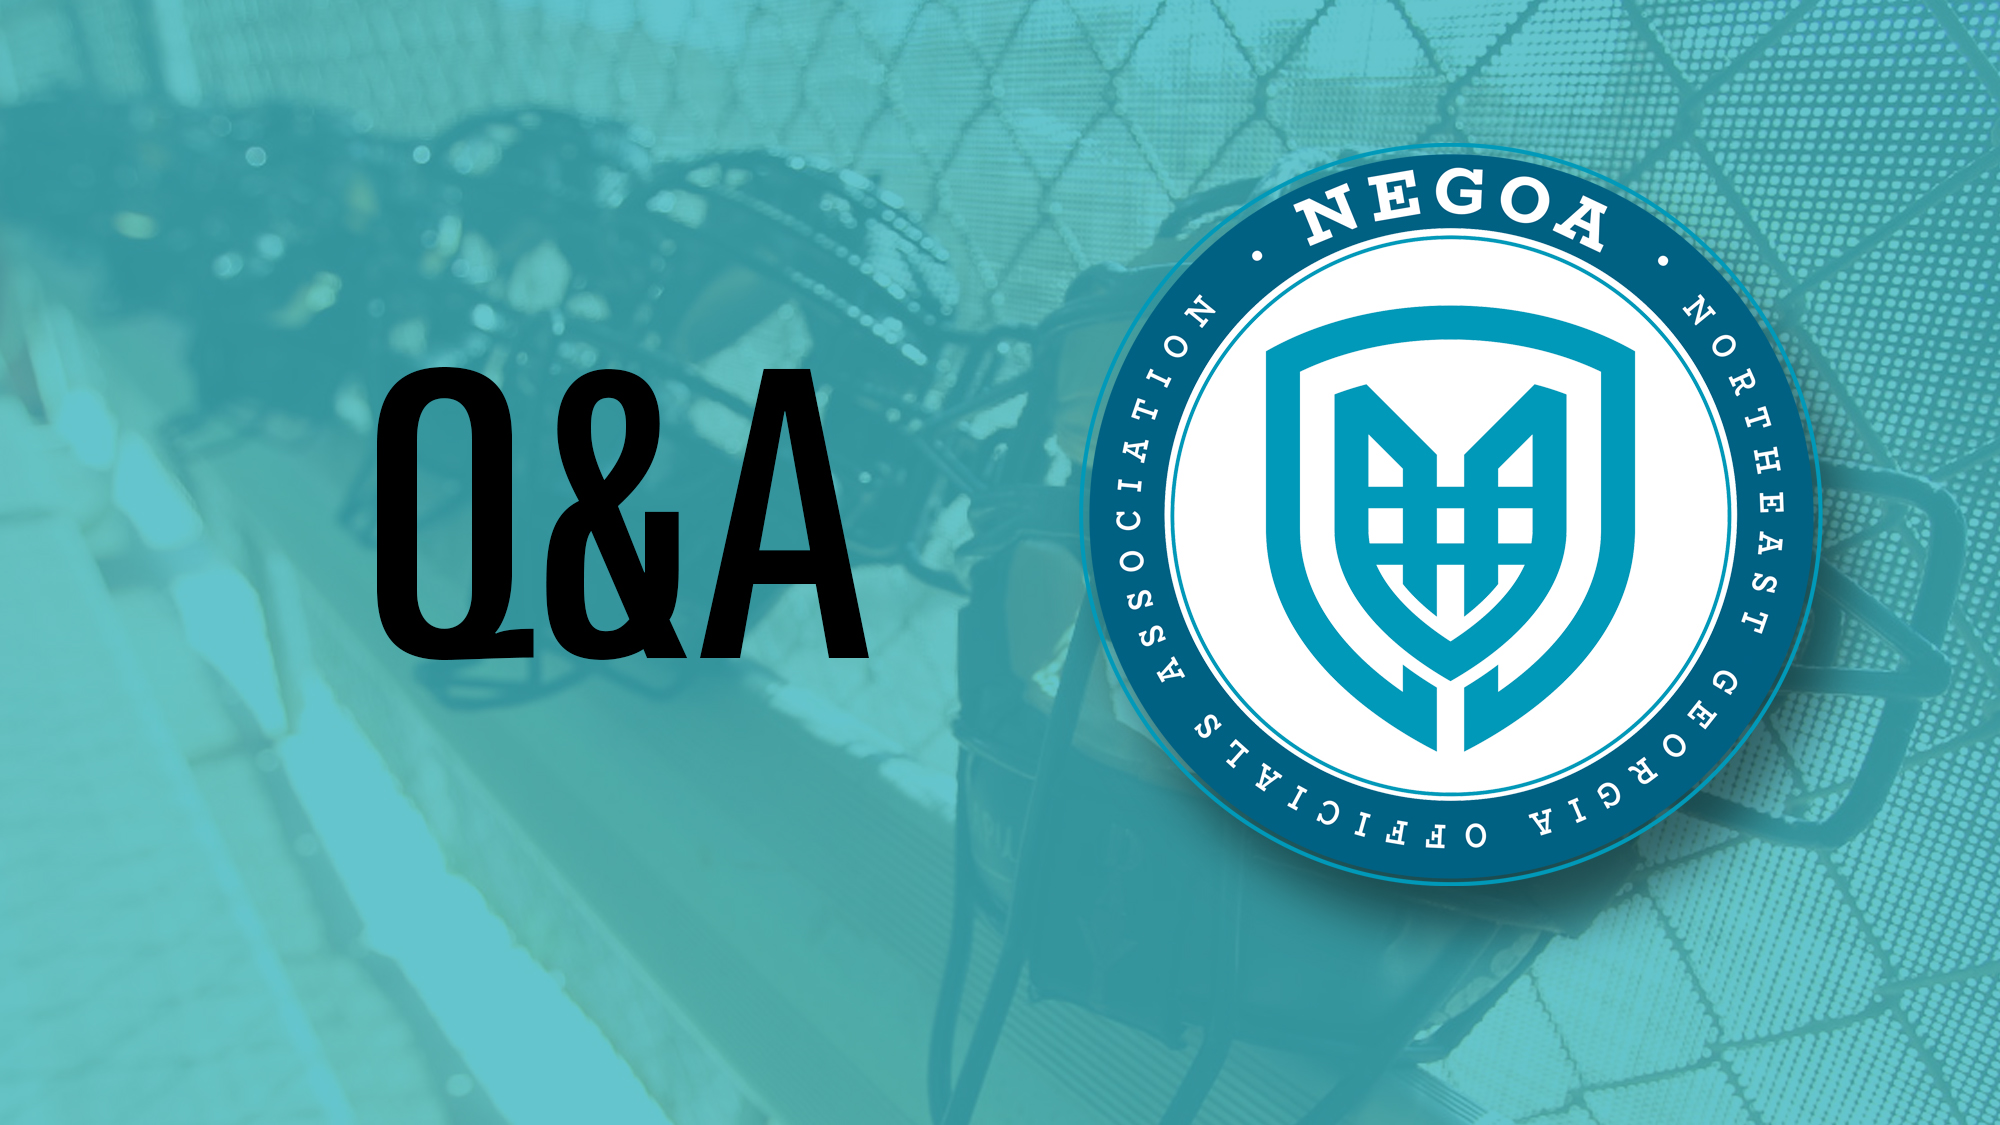 Q&A
NEGOA
• NORTHEAST GEORGIA OFFICIALS ASSOCIATION •